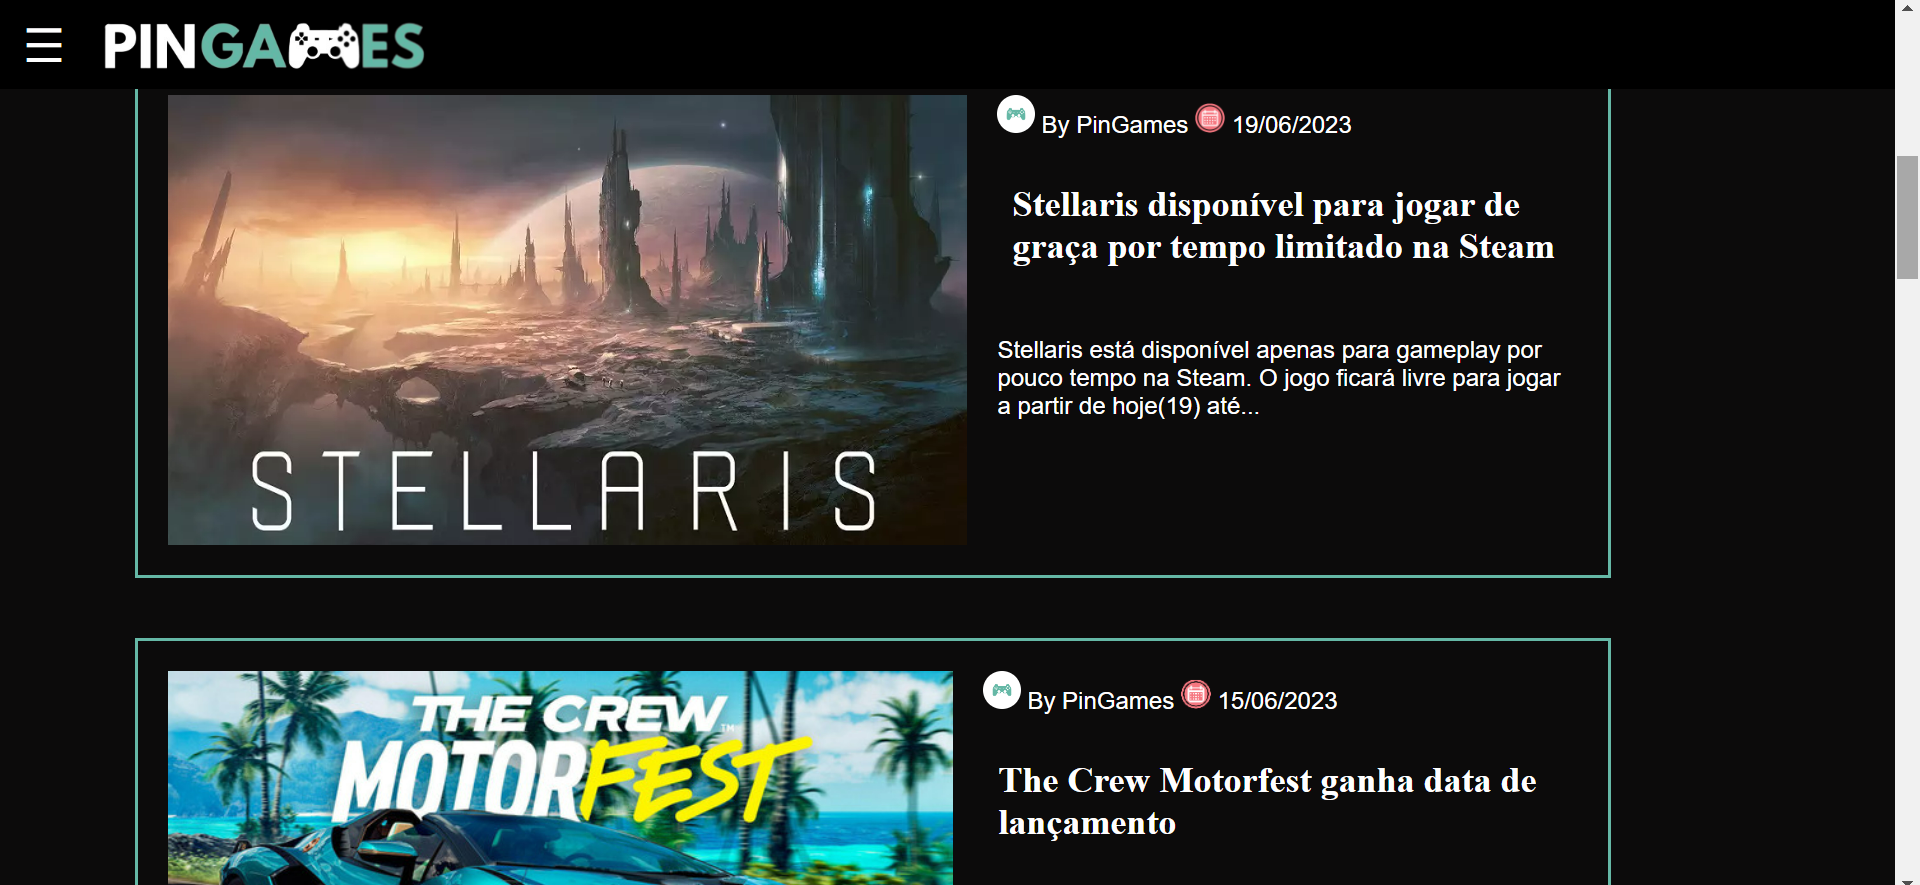 PINGAMES
By PinGames 19/06/2023
Stellaris disponível para jogar de
graça por tempo limitado na Steam
Stellaris está disponível apenas para gameplay por
pouco tempo na Steam. O jogo ficará livre para jogar
a partir de hoje(19) até...
STELLARIS
THE CREW™
MOTORFEST
By PinGames 15/06/2023
The Crew Motorfest ganha data de
lançamento